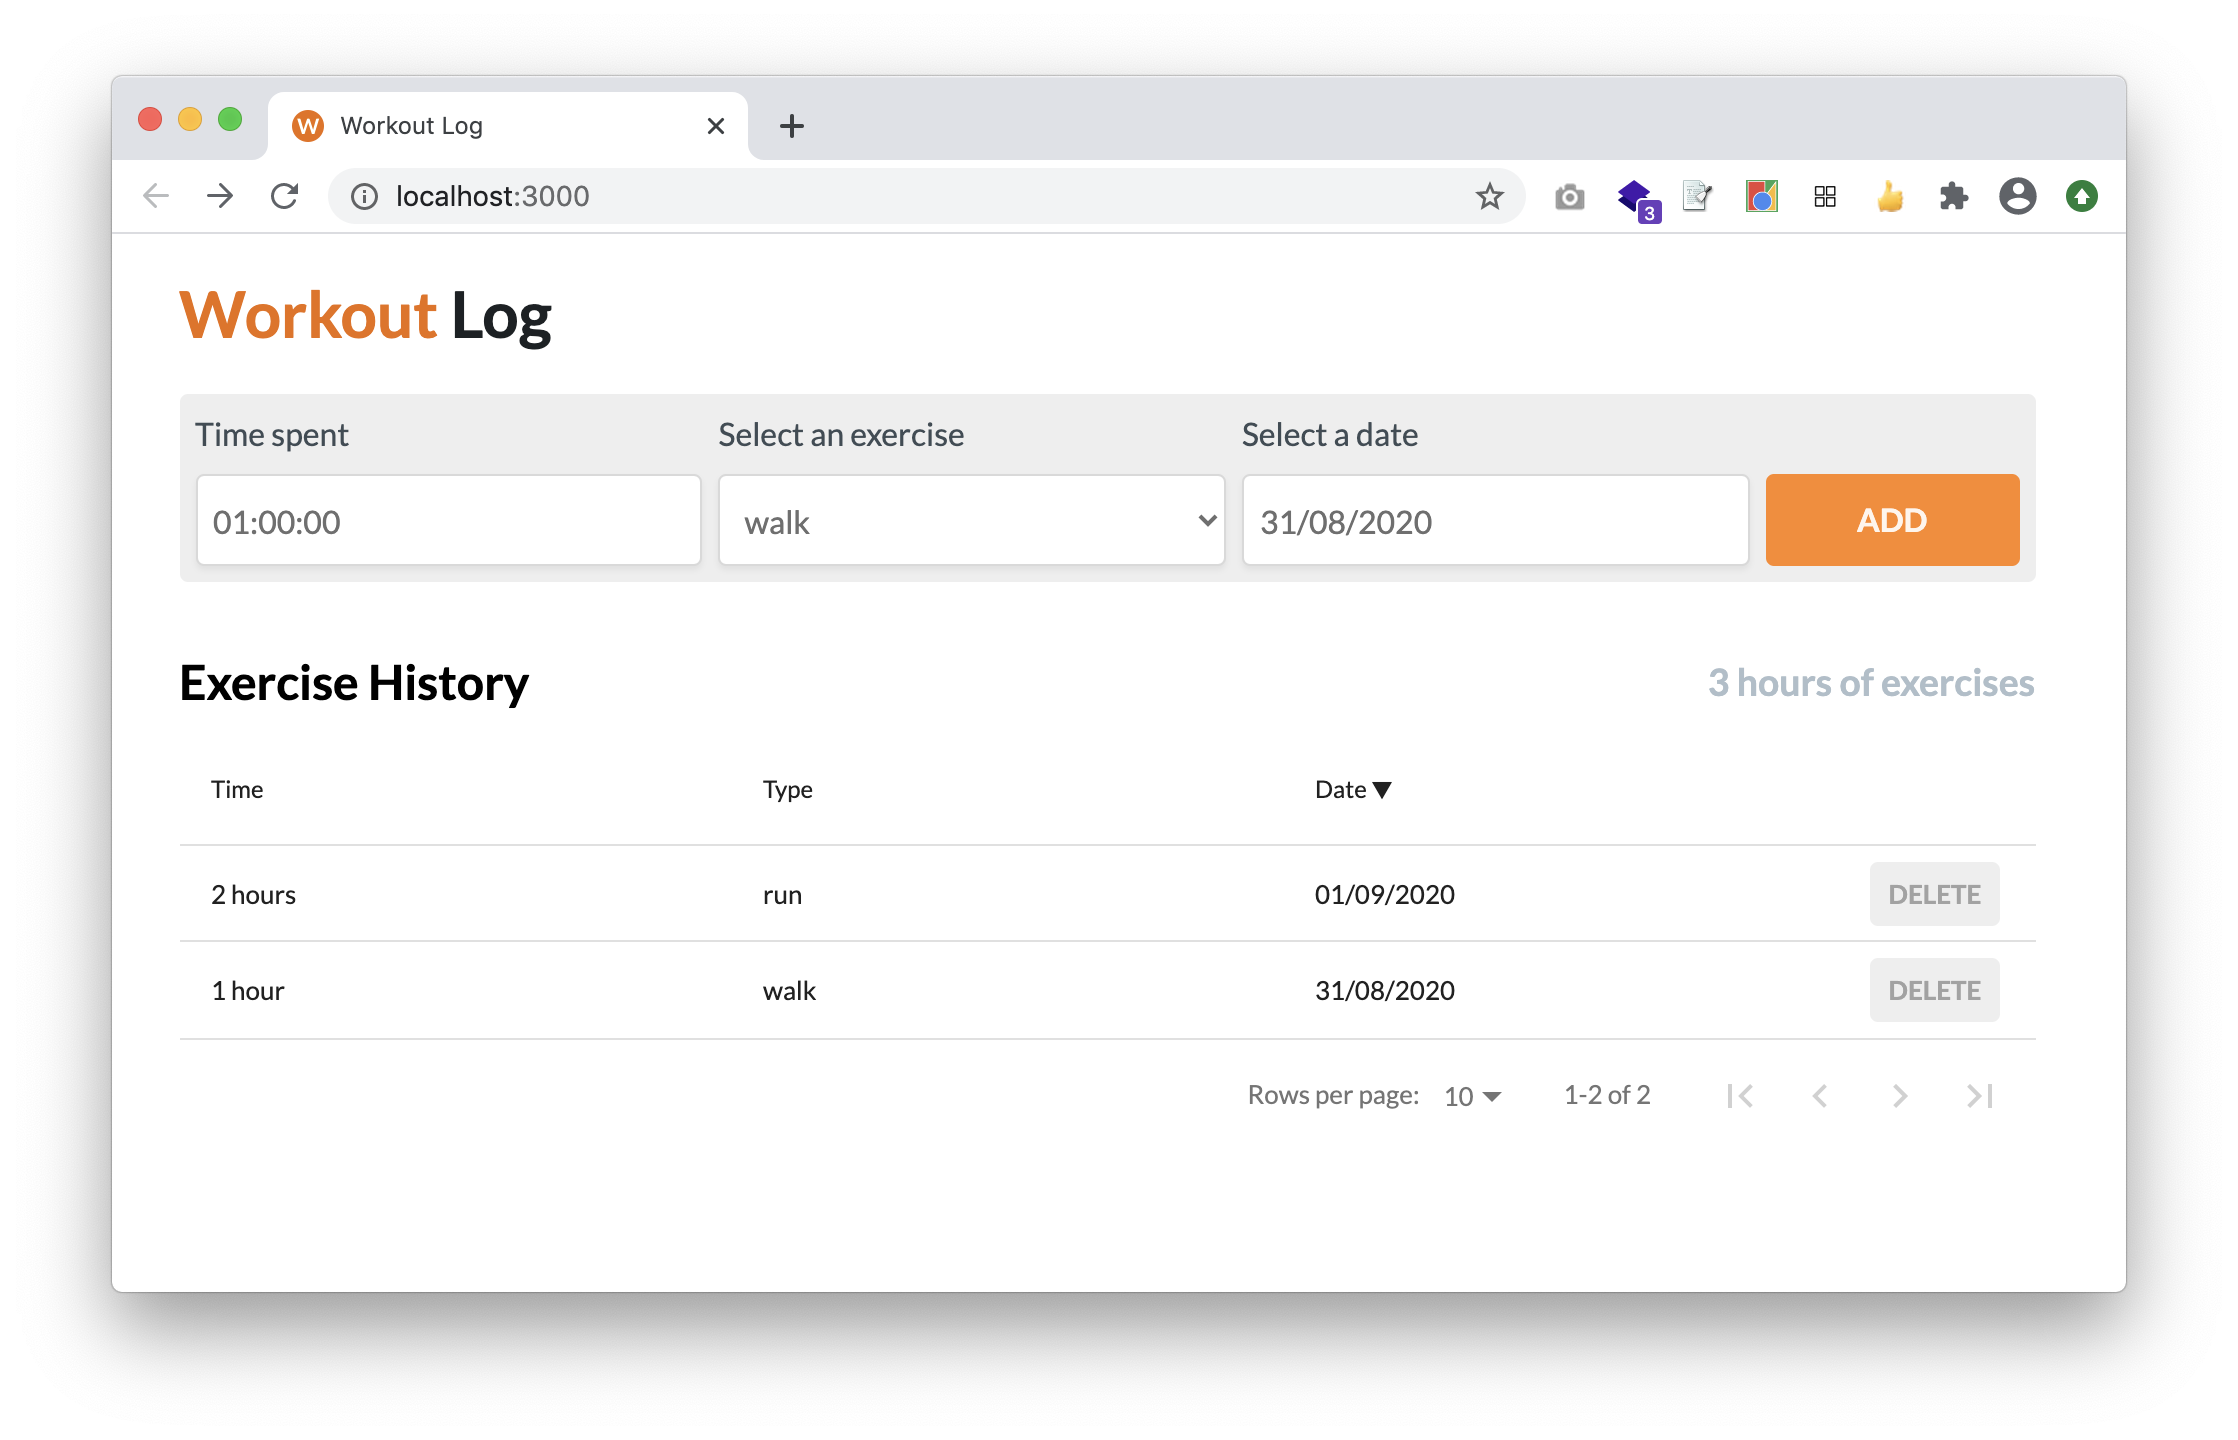 W Workout Log
localhost:3000
3
Workout Log
Time spent Select an exercise Select a date
01:00:00 walk 31/08/2020 ADD
Exercise History 3 hours of exercises
Time Type Date ▼
2 hours run 01/09/2020 DELETE
1 hour walk 31/08/2020 DELETE
Rows per page: 10 1-2 of 2